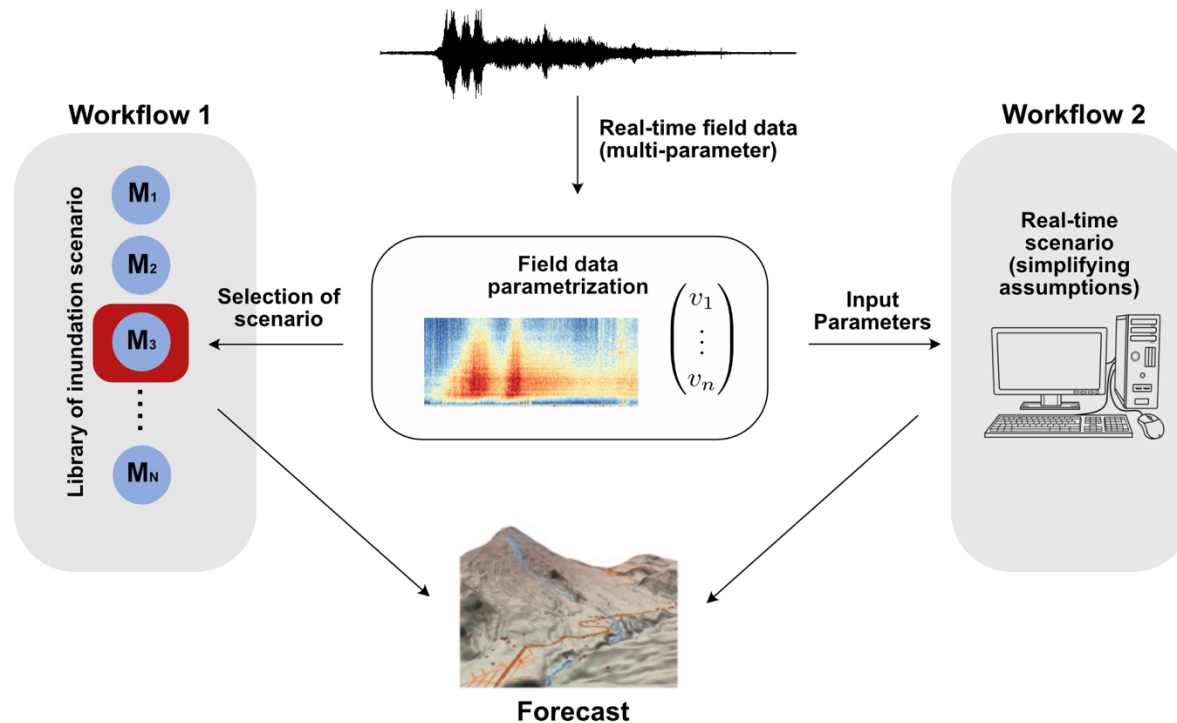 Real-time field data
(multi-parameter)
Workflow 1
Library of inundation scenario
M1
M2
M3
MN
Selection of
scenario
Field data
parametrization
v1
⋮
vn
Input
Parameters
Workflow 2
Real-time
scenario
(simplifying
assumptions)
Forecast